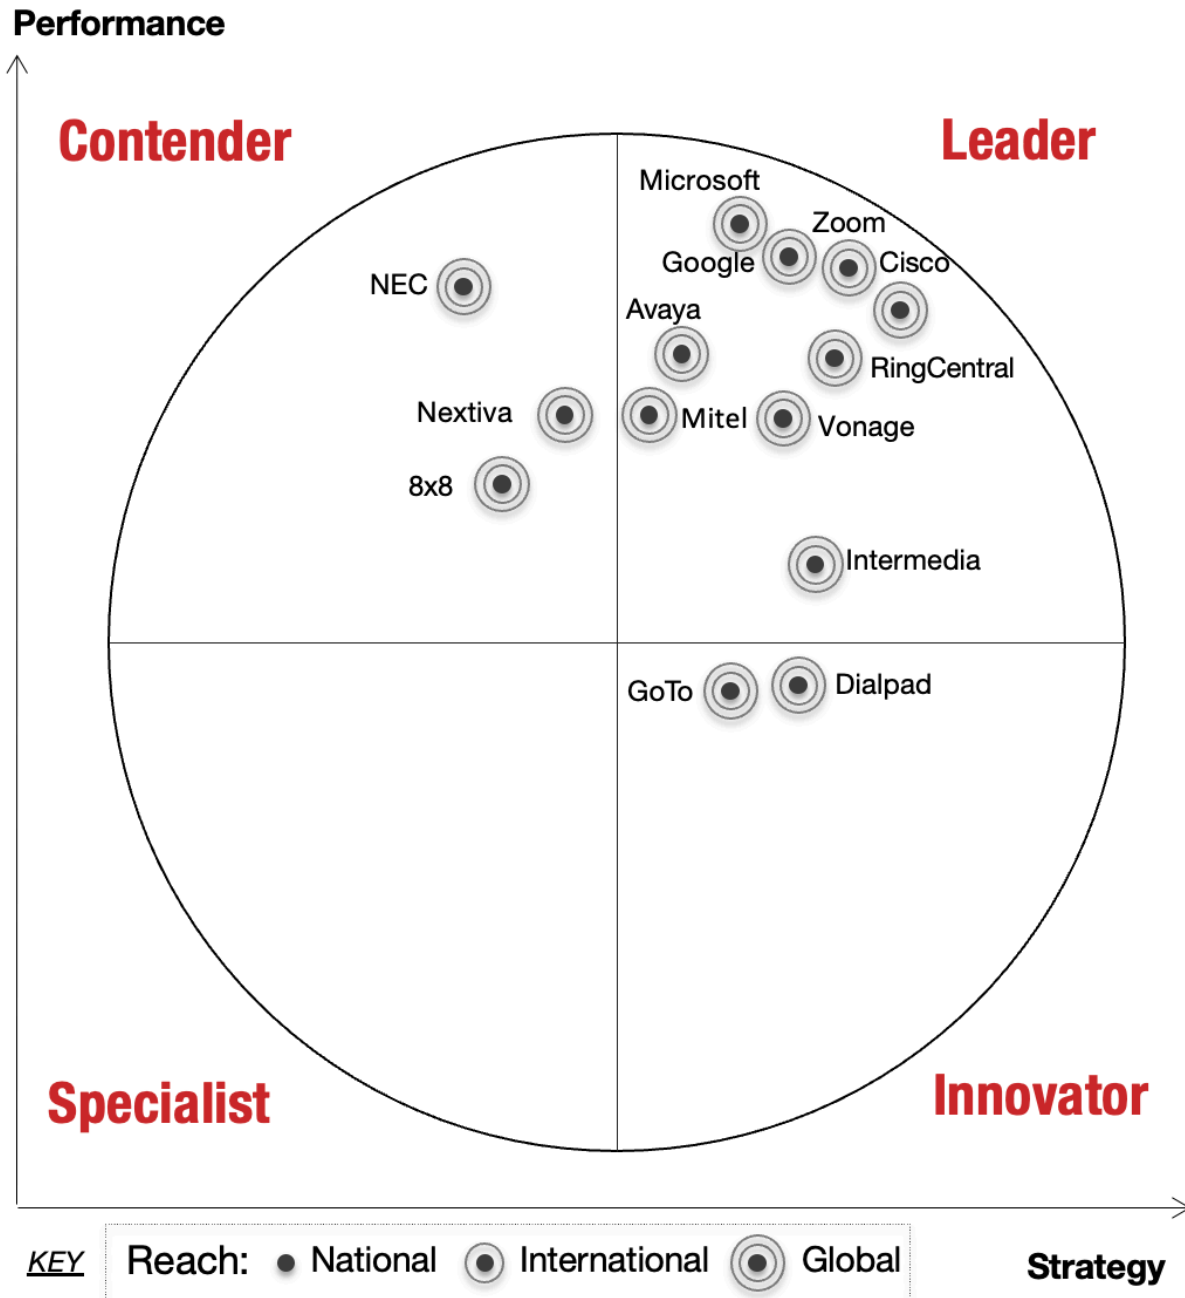 Performance
Contender
Leader
Microsoft
Zoom
Google
Cisco
NEC
Avaya
RingCentral
Nextiva
Mitel
Vonage
8x8
Intermedia
GoTo
Dialpad
Specialist
Innovator
KEY
Reach: National International Global
Strategy